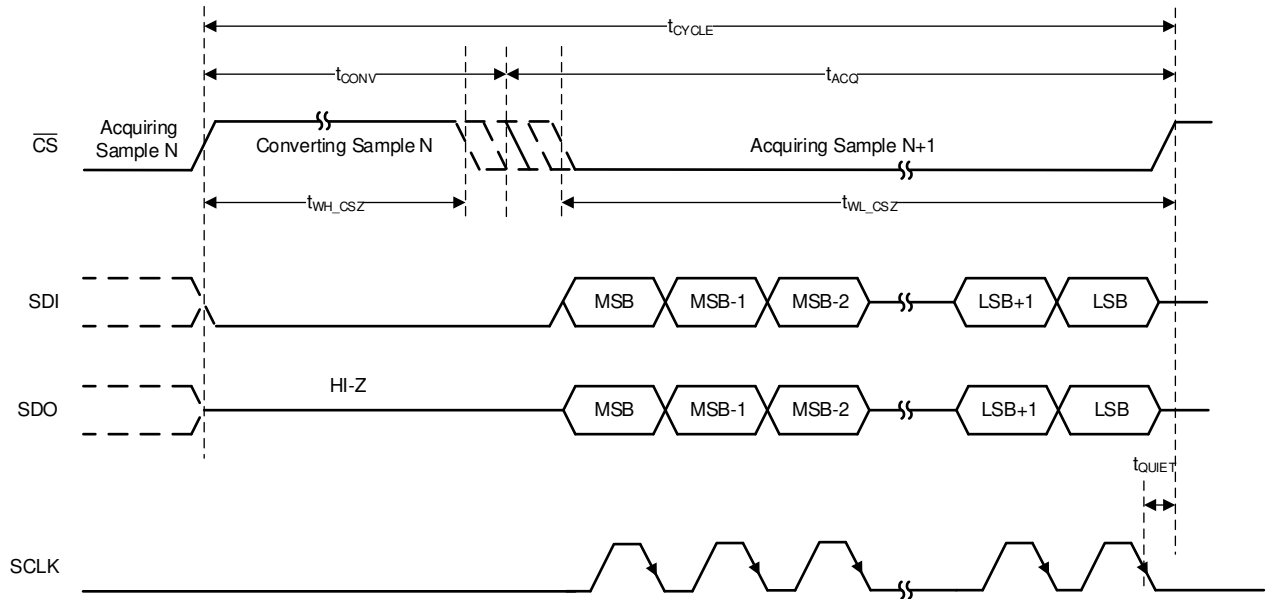 tCYCLE
tCONV
tACQ
CS
Acquiring
Sample N
Converting Sample N
Acquiring Sample N+1
tWH_CSZ
tWL_CSZ
SDI
MSB
MSB-1
MSB-2
LSB+1
LSB
HI-Z
SDO
MSB
MSB-1
MSB-2
LSB+1
LSB
tQUIET
SCLK